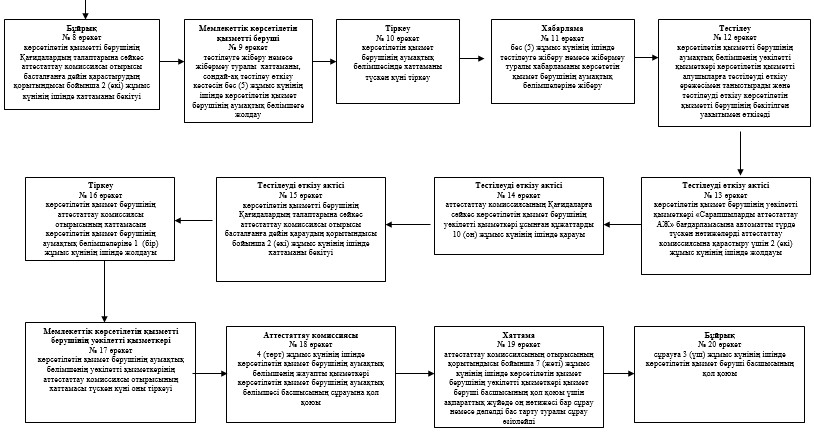 Бұйрық
№ 8 әрекет
көрсетілетін қызметті берушінің
Қағидалардың талаптарына сәйкес
аттестаттау комиссиясы отырысы
басталғанға дейін қарастырудың
қорытындысы бойынша 2 (екі) жұмыс
күнінің ішінде хаттаманы бекітуі
Мемлекеттік көрсетілетін
қызметті беруші
№ 9 әрекет
тестілеуге жіберу немесе
жібермеу туралы хаттаманы,
сондай-ақ тестілеу өткізу
кестесін бес (5) жұмыс күнінің
ішінде көрсетілетін қызмет
берушінің аумақтық бөлімшеге
жолдау
Тіркеу
№ 10 әрекет
көрсетілетін қызмет
берушінің аумақтық
бөлімшесінде хаттаманы
түскен күні тіркеу
Хабарлама
№ 11 әрекет
бес (5) жұмыс күнінің ішінде
тестілеуге жіберу немесе жібермеу
туралы хабарламаны көрсететін
қызмет берушінің аумақтық
бөлімшелеріне жіберу
Тестілеу
№ 12 әрекет
көрсетілетін қызметті берушінің
аумақтық бөлімшенің уәкілетті
қызметкері көрсетілетін қызметті
алушыларға тестілеуді өткізу
ережесімен таныстырады және
тестілеуді өткізу көрсетілетін
қызметті берушінің бекітілген
уақытымен өткізеді
Тіркеу
№ 16 әрекет
көрсетілетін қызмет берушінің
аттестаттау комиссиясы
отырысының хаттамасын
көрсетілетін қызмет берушінің
аумақтық бөлімшелеріне 1 (бір)
жұмыс күнінің ішінде жолдауы
Тестілеуді өткізу актісі
№ 15 әрекет
көрсетілетін қызметті берушінің
Қағидалардың талаптарына сәйкес
аттестаттау комиссиясы отырысы
басталғанға дейін қараудың қорытындысы
бойынша 2 (екі) жұмыс күнінің ішінде
хаттаманы бекітуі
Тестілеуді өткізу актісі
№ 14 әрекет
аттестаттау комиссиясының Қағидаларға
сәйкес көрсетілетін қызмет берушінің
уәкілетті қызметкері ұсынған құжаттарды
10 (он) жұмыс күнінің ішінде қарауы
Тестілеуді өткізу актісі
№ 13 әрекет
көрсетілетін қызмет берушінің уәкілетті
қызметкері «Сарапшыларды аттестаттау
АЖ» бағдарламасына автоматты түрде
түскен нәтижелерді аттестаттау
комиссиясына қарастыру үшін 2 (екі)
жұмыс күнінің ішінде жолдауы
Мемлекеттік көрсетілетін қызметті
берушінің уәкілетті қызметкері
№ 17 әрекет
көрсетілетін қызмет берушінің аумақтық
бөлімшенің уәкілетті қызметкерінің
аттестаттау комиссиясы отырысының
хаттамасы түскен күні оны тіркеуі
Аттестаттау комиссиясы
№ 18 әрекет
4 (төрт) жұмыс күнінің ішінде
көрсетілетін қызмет берушінің аумақтық
бөлімшенің жауапты қызметкері
көрсетілетін қызмет берушінің аумақтық
бөлімшесі басшысының сұрауына қол
қоюы
Хаттама
№ 19 әрекет
аттестаттау комиссиясының отырысының
қорытындысы бойынша 7 (жеті) жұмыс
күнінің ішінде көрсетілетін қызмет
берушінің уәкілетті қызметкері қызмет
беруші басшысының қол қоюы үшін
ақпараттық жүйеде оң нәтижесі бар сұрау
немесе дәлелді бас тарту туралы сұрау
әзірлейді
Бұйрық
№ 20 әрекет
сұрауға 3 (үш) жұмыс күнінің ішінде
көрсетілетін қызмет беруші басшысының
қол қоюы